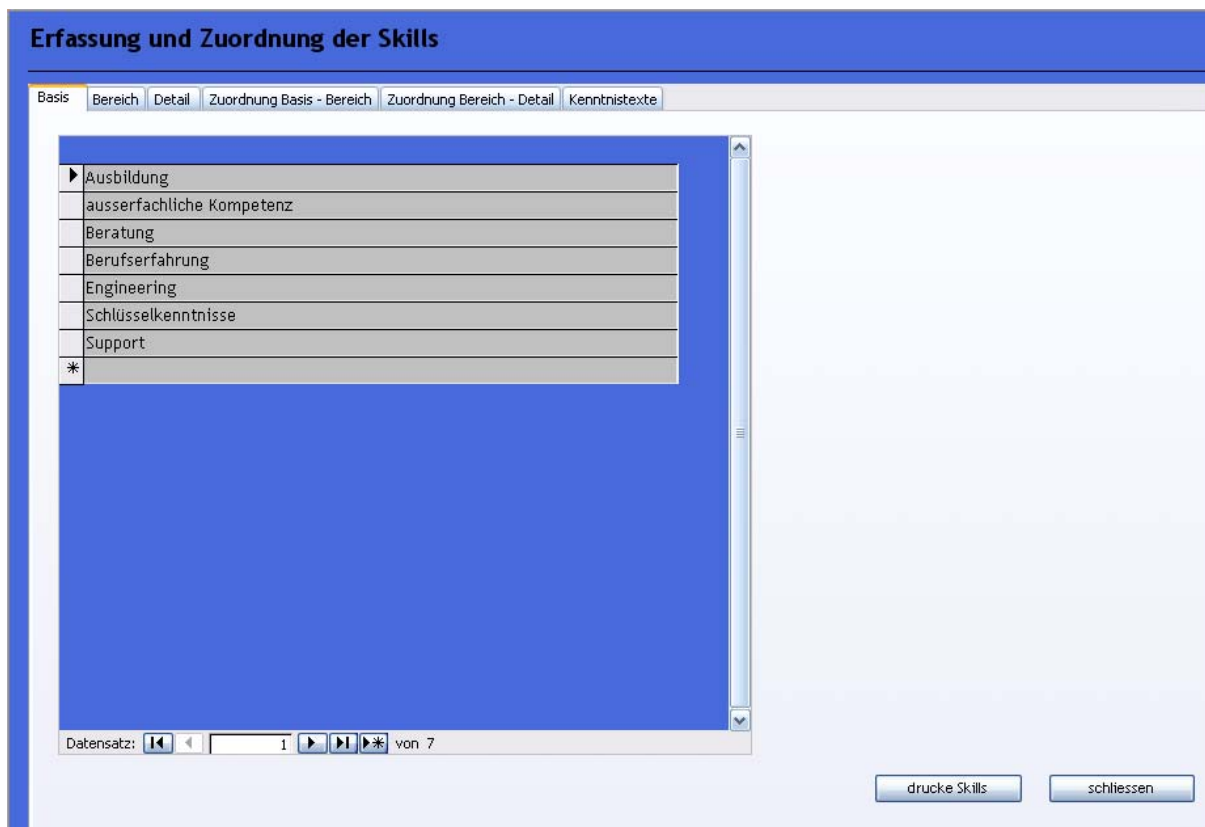 Erfassung und Zuordnung der Skills
Basis Bereich Detail Zuordnung Basis - Bereich Zuordnung Bereich - Detail Kenntnistexte
Ausbildung
ausserfachliche Kompetenz
Beratung
Berufserfahrung
Engineering
Schlüsselkenntnisse
Support
Datensatz: 1 von 7
drucke Skills schliessen